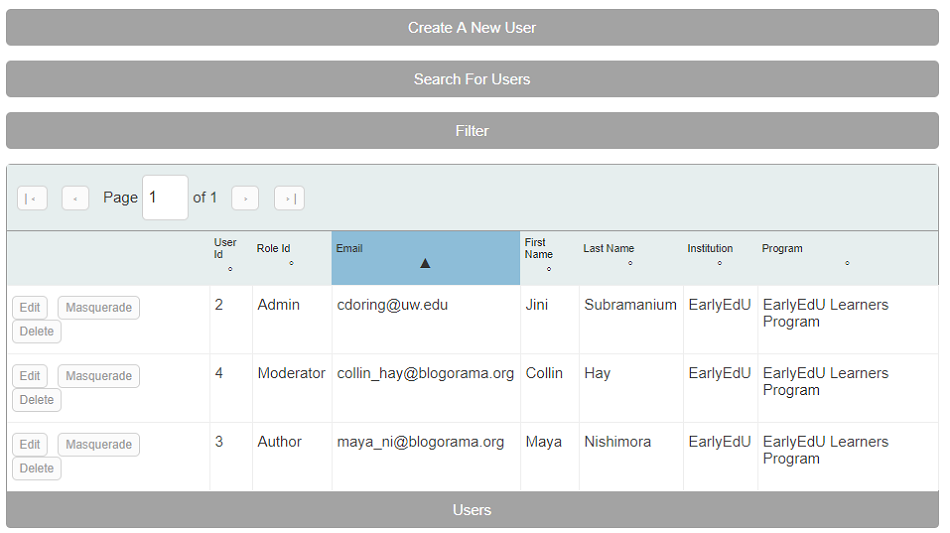 Create A New User
Search For Users
Filter
Page 1 of 1
User Id Role Id Email First Name Last Name Institution Program
Edit Masquerade 2 Admin cdoring@uw.edu Jini Subramanium EarlyEdU EarlyEdU Learners
Delete Program
Edit Masquerade 4 Moderator collin_hay@blogorama.org Collin Hay EarlyEdU EarlyEdU Learners
Delete Program
Edit Masquerade 3 Author maya_ni@blogorama.org Maya Nishimora EarlyEdU EarlyEdU Learners
Delete Program
Users